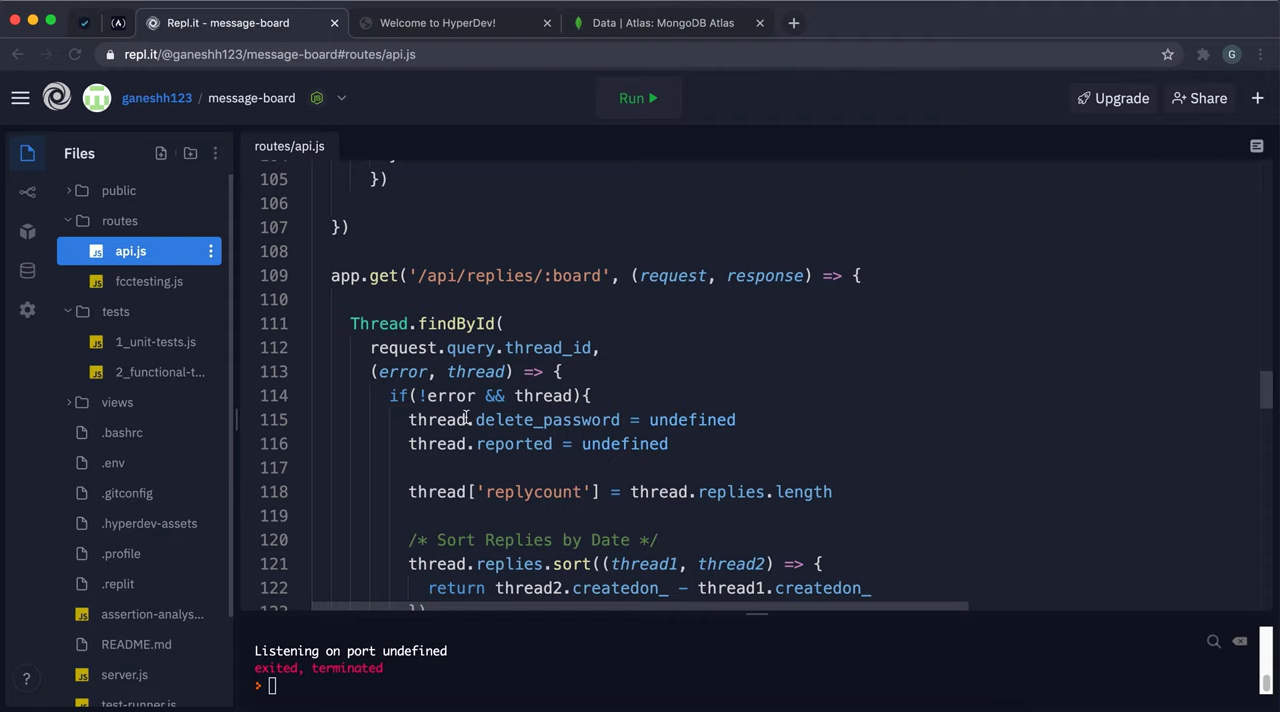 Repl.it - message-board
Welcome to HyperDev!
Data | Atlas: MongoDB Atlas
repl.it/@ganeshh123/message-board#routes/api.js
G
ganeshh123 / message-board
Run
Upgrade
Share
Files
public
routes
api.js
fcctesting.js
tests
1_unit-tests.js
2_functional-t...
views
.bashrc
.env
.gitconfig
.hyperdev-assets
.profile
.replit
assertion-analys...
README.md
server.js
test-runner.js
routes/api.js
105 })
106
107 })
108
109 app.get('/api/replies/:board', (request, response) => {
110
111 Thread.findById(
112 request.query.thread_id,
113 (error, thread) => {
114 if(!error && thread){
115 thread.delete_password = undefined
116 thread.reported = undefined
117
118 thread['replycount'] = thread.replies.length
119
120 /* Sort Replies by Date */
121 thread.replies.sort((thread1, thread2) => {
122 return thread2.createdon_ - thread1.createdon_
123 })
Listening on port undefined
exited, terminated
>
?